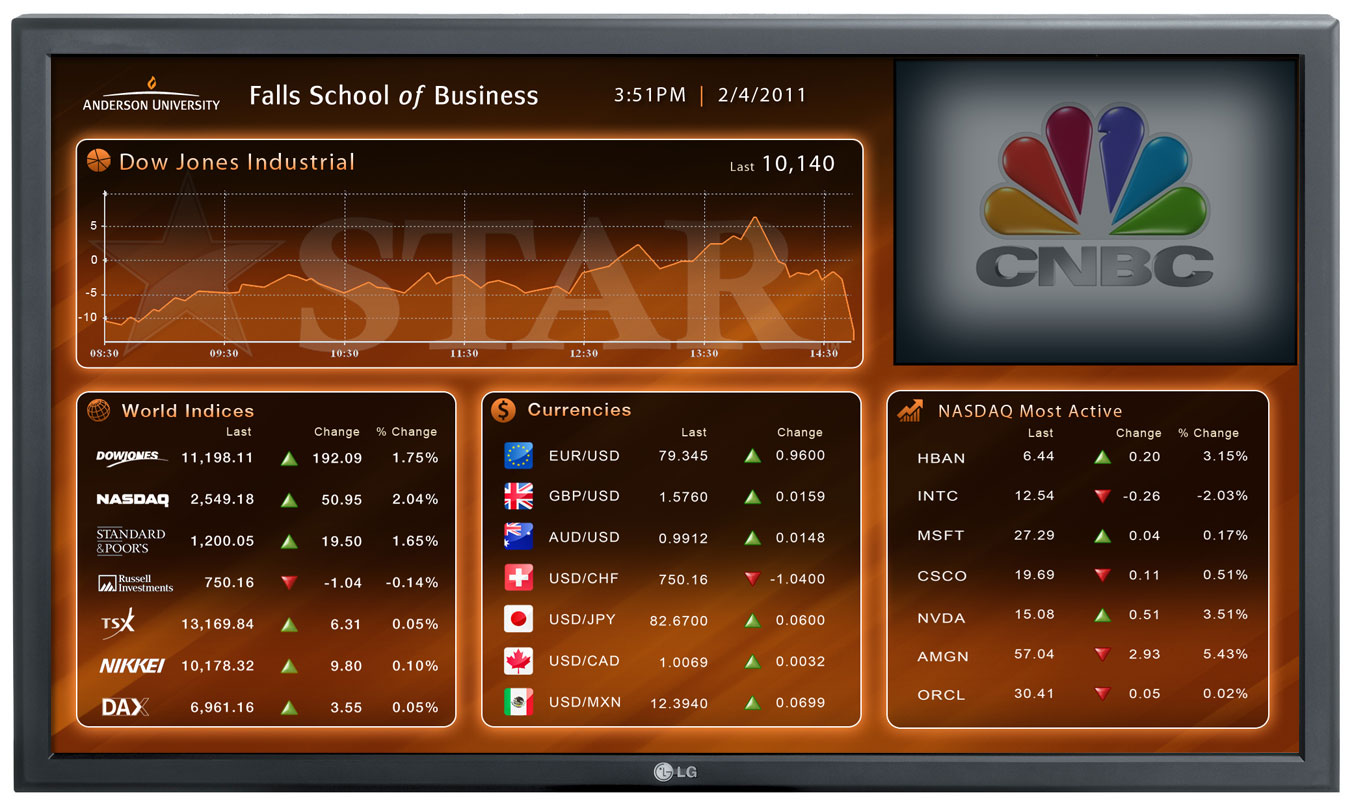 ANDERSON UNIVERSITY
Falls School of Business
3:51PM | 2/4/2011
CNBC
Dow Jones Industrial
Last 10,140
STAR
TM
5
0
-5
-10
08:30 09:30 10:30 11:30 12:30 13:30 14:30
World Indices
Last Change % Change
DOWJONES 11,198.11 192.09 1.75%
NASDAQ 2,549.18 50.95 2.04%
STANDARD
&POOR'S 1,200.05 19.50 1.65%
Russell
Investments 750.16 -1.04 -0.14%
TSX 13,169.84 6.31 0.05%
NIKKEI 10,178.32 9.80 0.10%
DAX 6,961.16 3.55 0.05%
$
Currencies
Last Change
EUR/USD 79.345 0.9600
GBP/USD 1.5760 0.0159
AUD/USD 0.9912 0.0148
USD/CHF 750.16 -1.0400
USD/JPY 82.6700 0.0600
USD/CAD 1.0069 0.0032
USD/MXN 12.3940 0.0699
NASDAQ Most Active
Last Change % Change
HBAN 6.44 0.20 3.15%
INTC 12.54 -0.26 -2.03%
MSFT 27.29 0.04 0.17%
CSCO 19.69 0.11 0.51%
NVDA 15.08 0.51 3.51%
AMGN 57.04 2.93 5.43%
ORCL 30.41 0.05 0.02%
LG